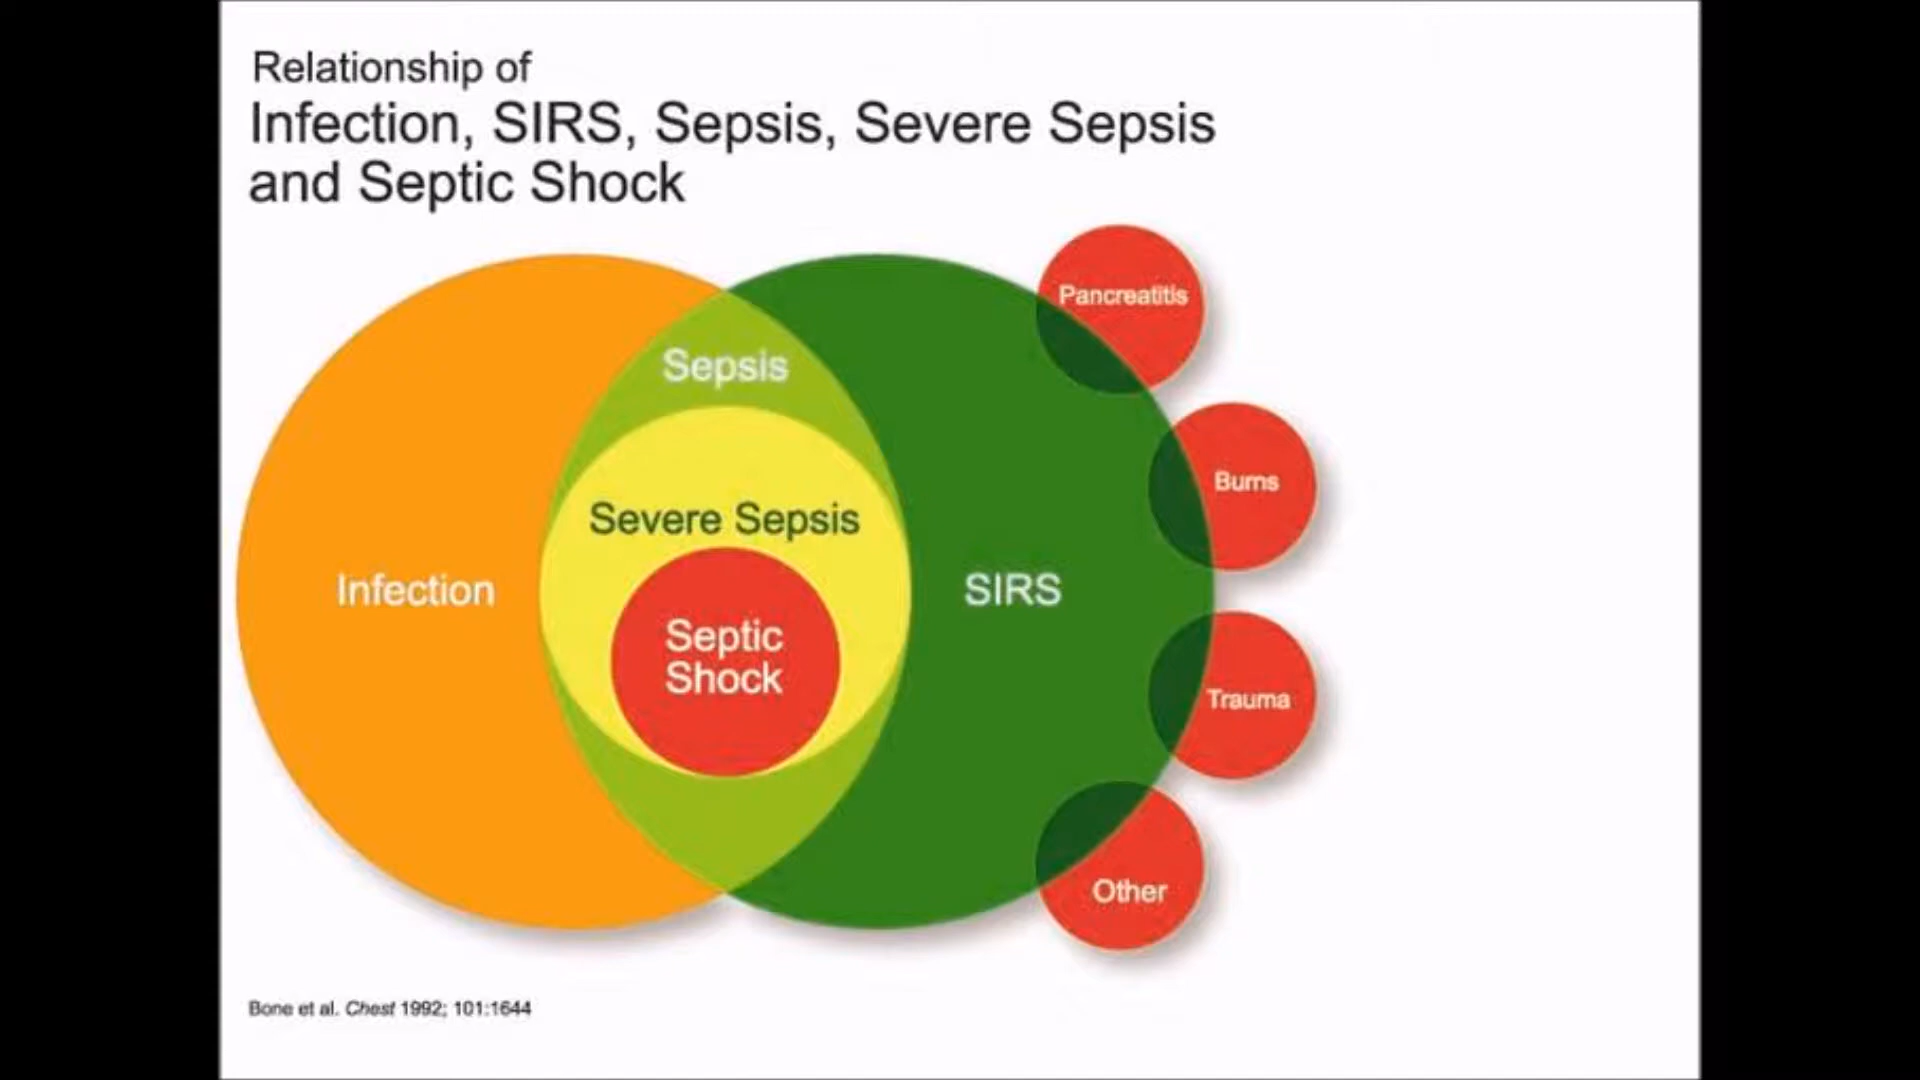 Relationship of
Infection, SIRS, Sepsis, Severe Sepsis
and Septic Shock
Pancreatitis
Sepsis
Burns
Severe Sepsis
Infection
SIRS
Septic
Shock
Trauma
Other
Bone et al. Chest 1992; 101:1644